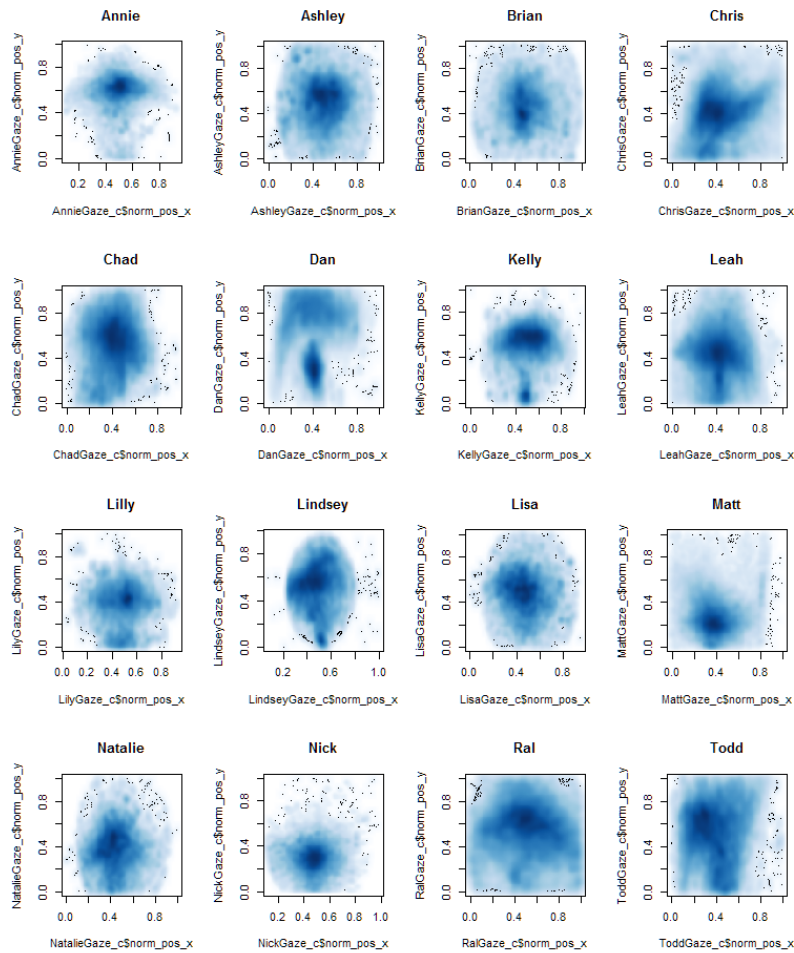 Annie Ashley Brian Chris
AnnieGaze_c$norm_pos_y
0.0 0.4 0.8
0.2 0.4 0.6 0.8
AnnieGaze_c$norm_pos_x
AshleyGaze_c$norm_pos_y
0.0 0.4 0.8
0.0 0.4 0.8
AshleyGaze_c$norm_pos_x
BrianGaze_c$norm_pos_y
0.0 0.4 0.8
0.0 0.4 0.8
BrianGaze_c$norm_pos_x
ChrisGaze_c$norm_pos_y
0.0 0.4 0.8
0.0 0.4 0.8
ChrisGaze_c$norm_pos_x
Chad Dan Kelly Leah
ChadGaze_c$norm_pos_y
0.0 0.4 0.8
0.0 0.4 0.8
ChadGaze_c$norm_pos_x
DanGaze_c$norm_pos_y
0.0 0.4 0.8
0.0 0.4 0.8
DanGaze_c$norm_pos_x
KellyGaze_c$norm_pos_y
0.0 0.4 0.8
0.0 0.4 0.8
KellyGaze_c$norm_pos_x
LeahGaze_c$norm_pos_y
0.0 0.4 0.8
0.0 0.4 0.8
LeahGaze_c$norm_pos_x
Lilly Lindsey Lisa Matt
LilyGaze_c$norm_pos_y
0.0 0.4 0.8
0.0 0.4 0.8
LilyGaze_c$norm_pos_x
LindseyGaze_c$norm_pos_y
0.0 0.4 0.8
0.2 0.6 1.0
LindseyGaze_c$norm_pos_x
LisaGaze_c$norm_pos_y
0.0 0.4 0.8
0.0 0.4 0.8
LisaGaze_c$norm_pos_x
MattGaze_c$norm_pos_y
0.0 0.4 0.8
0.0 0.4 0.8
MattGaze_c$norm_pos_x
Natalie Nick Ral Todd
NatalieGaze_c$norm_pos_y
0.0 0.4 0.8
0.0 0.4 0.8
NatalieGaze_c$norm_pos_x
NickGaze_c$norm_pos_y
0.0 0.4 0.8
0.2 0.4 0.6 0.8 1.0
NickGaze_c$norm_pos_x
RalGaze_c$norm_pos_y
0.0 0.4 0.8
0.0 0.4 0.8
RalGaze_c$norm_pos_x
ToddGaze_c$norm_pos_y
0.0 0.4 0.8
0.0 0.4 0.8
ToddGaze_c$norm_pos_x